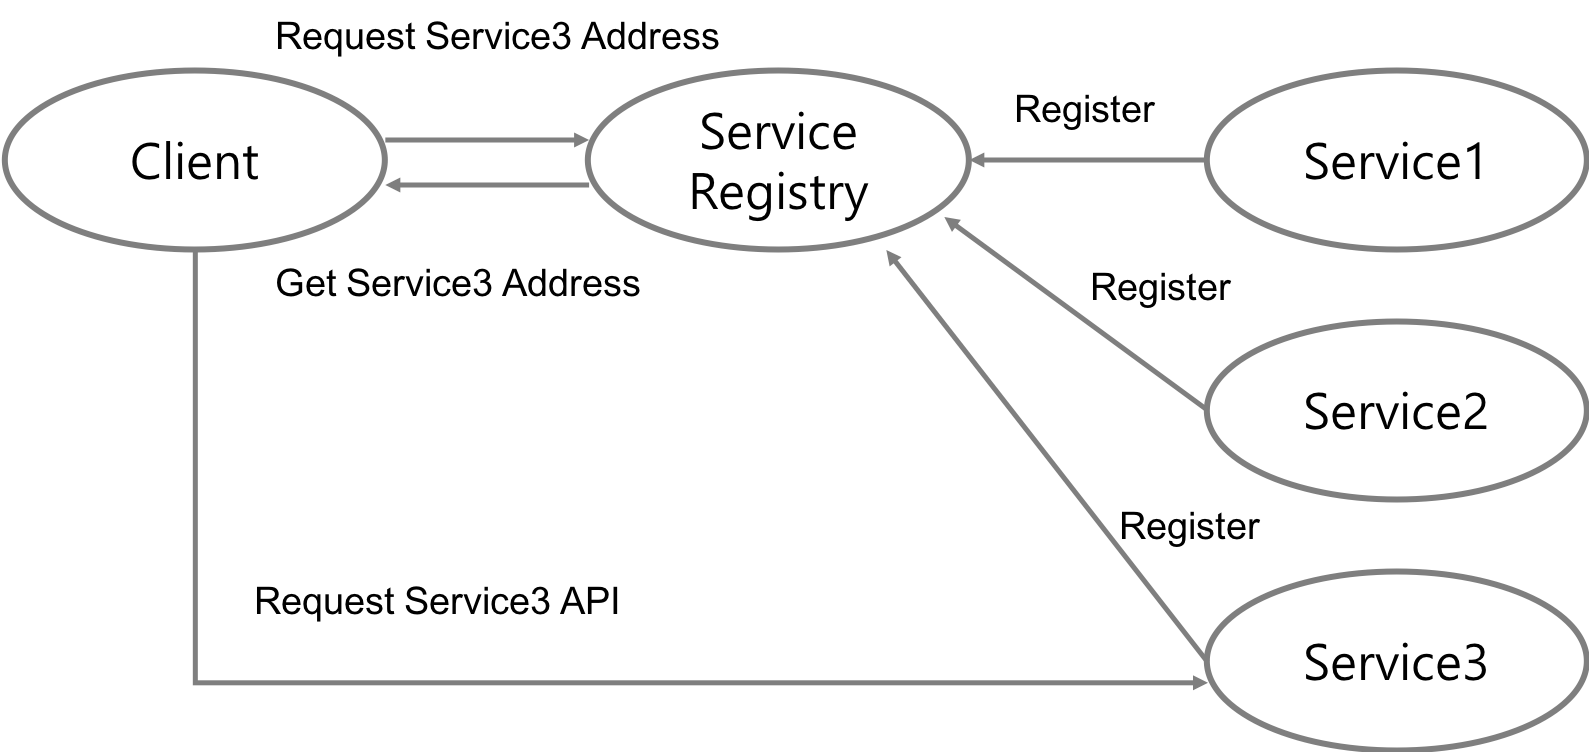 Request Service3 Address
Client
Service
Registry
Register
Service1
Get Service3 Address
Register
Service2
Register
Request Service3 API
Service3